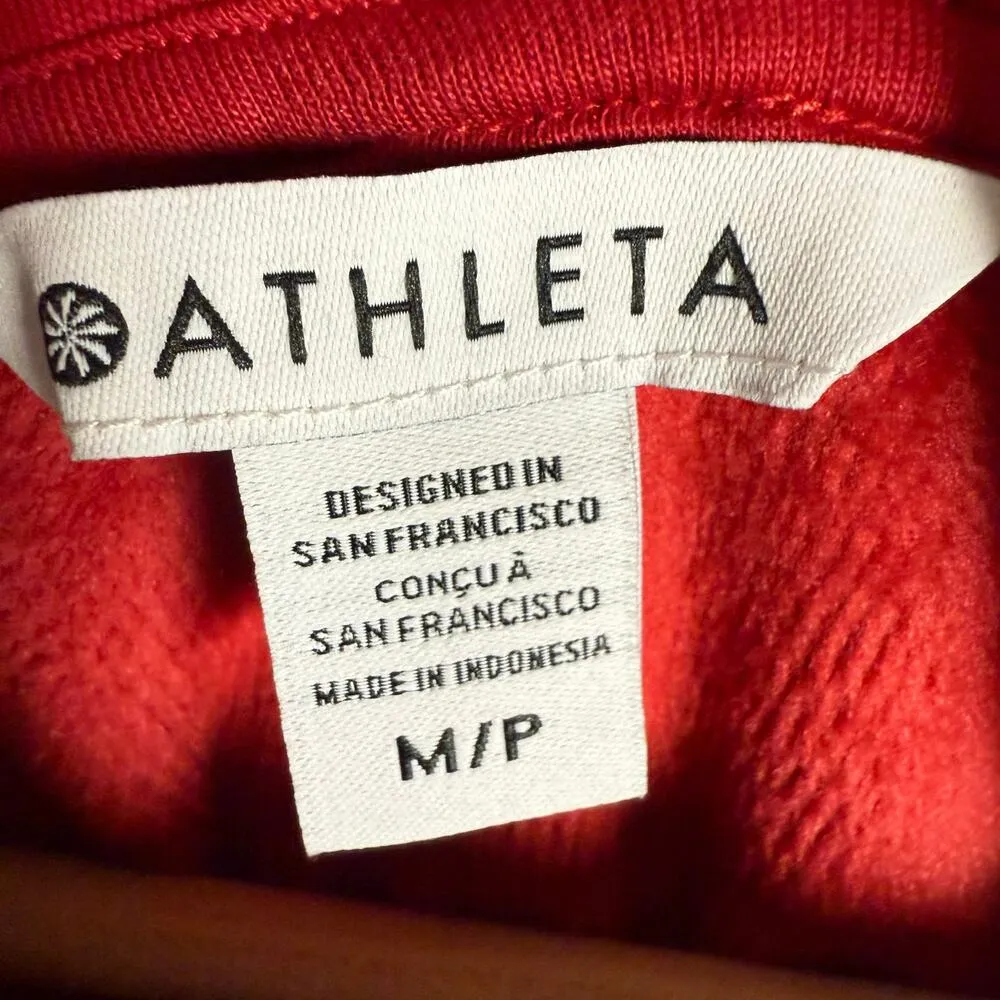 ATHLETA
DESIGNED IN
SAN FRANCISCO
CONÇU À
SAN FRANCISCO
MADE IN INDONESIA
M/P